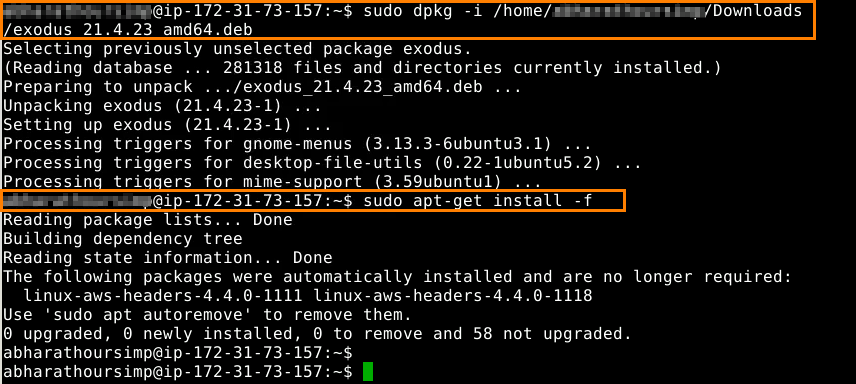 @ip-172-31-73-157:~$ sudo dpkg -i /home/ /Downloads
/exodus_21.4.23_amd64.deb
Selecting previously unselected package exodus.
(Reading database ... 281318 files and directories currently installed.)
Preparing to unpack .../exodus_21.4.23_amd64.deb ...
Unpacking exodus (21.4.23-1) ...
Setting up exodus (21.4.23-1) ...
Processing triggers for gnome-menus (3.13.3-6ubuntu3.1) ...
Processing triggers for desktop-file-utils (0.22-1ubuntu5.2) ...
Processing triggers for mime-support (3.59ubuntu1) ...
@ip-172-31-73-157:~$ sudo apt-get install -f
Reading package lists... Done
Building dependency tree
Reading state information... Done
The following packages were automatically installed and are no longer required:
  linux-aws-headers-4.4.0-1111 linux-aws-headers-4.4.0-1118
Use 'sudo apt autoremove' to remove them.
0 upgraded, 0 newly installed, 0 to remove and 58 not upgraded.
abharathoursimp@ip-172-31-73-157:~$
abharathoursimp@ip-172-31-73-157:~$